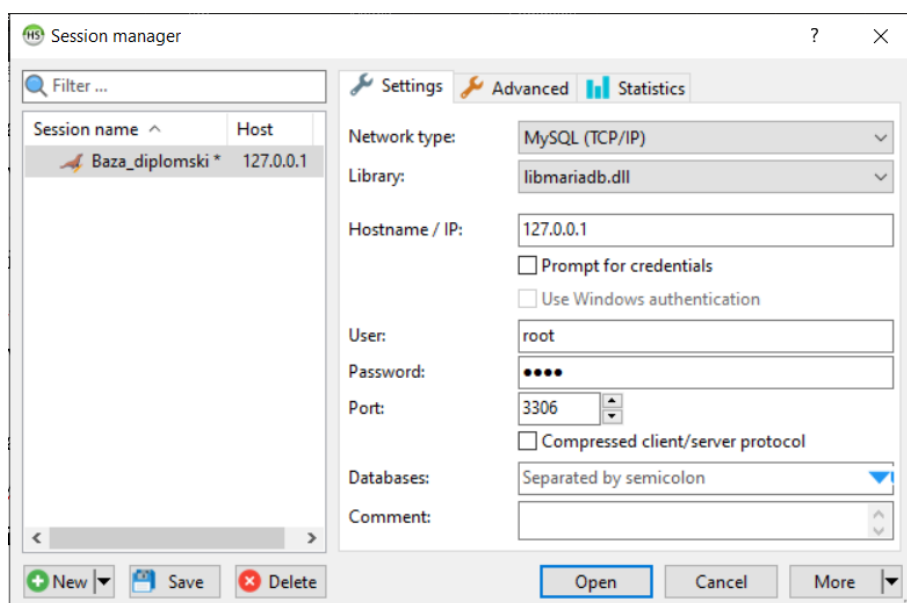 HS Session manager ? ×
Filter ...
Session name Host
Baza_diplomski * 127.0.0.1
Settings Advanced Statistics
Network type: MySQL (TCP/IP)
Library: libmariadb.dll
Hostname / IP: 127.0.0.1
Prompt for credentials
Use Windows authentication
User: root
Password: ●●●●
Port: 3306
Compressed client/server protocol
Databases: Separated by semicolon
Comment:
New Save Delete Open Cancel More